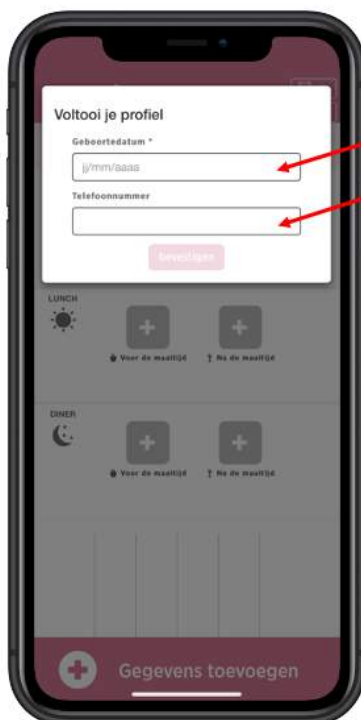 Voltooi je profiel
Geboortedatum *
jj/mm/aaaa
Telefoonnummer
bevestigen
LUNCH
Voor de maaltijd
Na de maaltijd
DINER
Voor de maaltijd
Na de maaltijd
Gegevens toevoegen